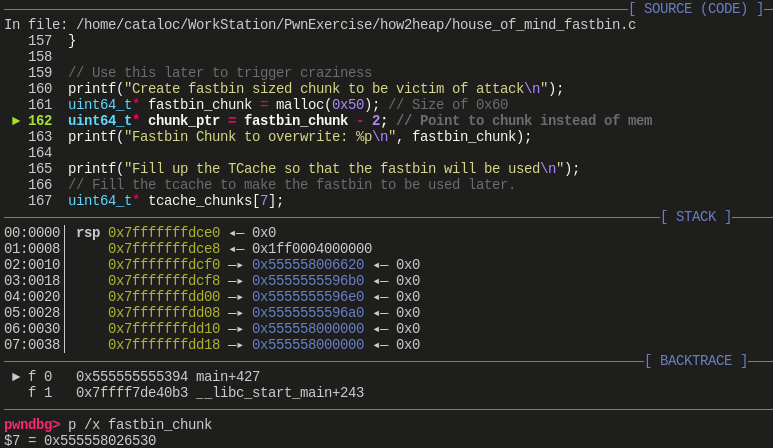 [ SOURCE (CODE) ]
In file: /home/cataloc/WorkStation/PwnExercise/how2heap/house_of_mind_fastbin.c
157 }
158
159 // Use this later to trigger craziness
160 printf("Create fastbin sized chunk to be victim of attack\n");
161 uint64_t* fastbin_chunk = malloc(0x50); // Size of 0x60
► 162 uint64_t* chunk_ptr = fastbin_chunk - 2; // Point to chunk instead of mem
163 printf("Fastbin Chunk to overwrite: %p\n", fastbin_chunk);
164
165 printf("Fill up the TCache so that the fastbin will be used\n");
166 // Fill the tcache to make the fastbin to be used later.
167 uint64_t* tcache_chunks[7];
[ STACK ]
00:0000│ rsp 0x7fffffffdce0 ◂— 0x0
01:0008│ 0x7fffffffdce8 ◂— 0x1ff0004000000
02:0010│ 0x7fffffffdcf0 —▸ 0x555558006620 ◂— 0x0
03:0018│ 0x7fffffffdcf8 —▸ 0x5555555596b0 ◂— 0x0
04:0020│ 0x7fffffffdd00 —▸ 0x5555555596e0 ◂— 0x0
05:0028│ 0x7fffffffdd08 —▸ 0x5555555596a0 ◂— 0x0
06:0030│ 0x7fffffffdd10 —▸ 0x555558000000 ◂— 0x0
07:0038│ 0x7fffffffdd18 —▸ 0x555558000000 ◂— 0x0
[ BACKTRACE ]
► f 0 0x555555555394 main+427
f 1 0x7ffff7de40b3 __libc_start_main+243
pwndbg> p /x fastbin_chunk
$7 = 0x555558026530